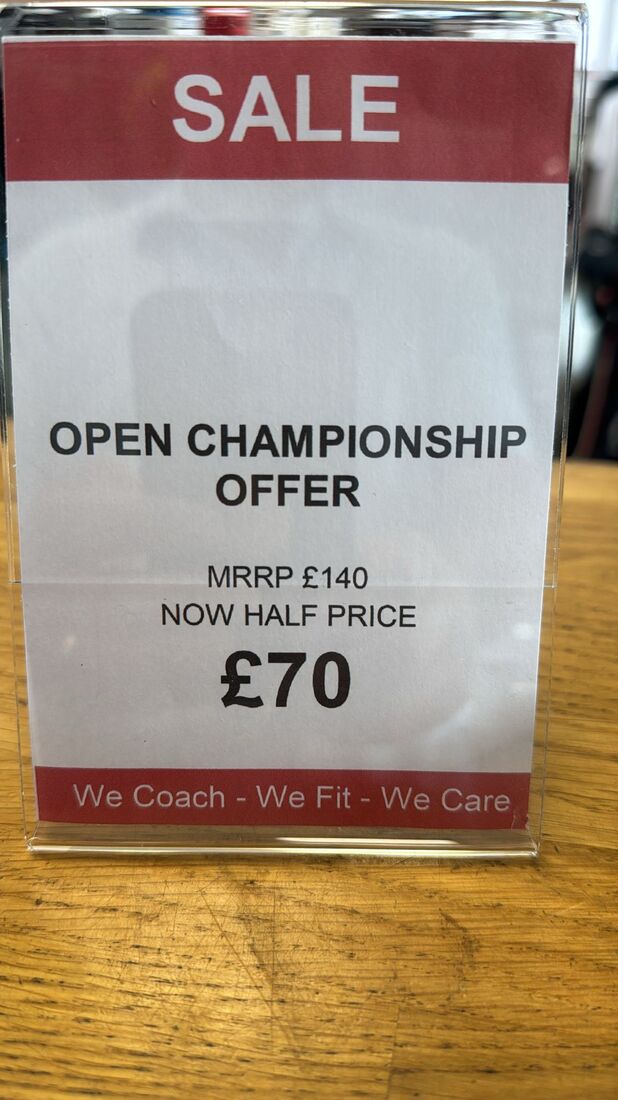 SALE
OPEN CHAMPIONSHIP
OFFER
MRRP £140
NOW HALF PRICE
£70
We Coach - We Fit - We Care